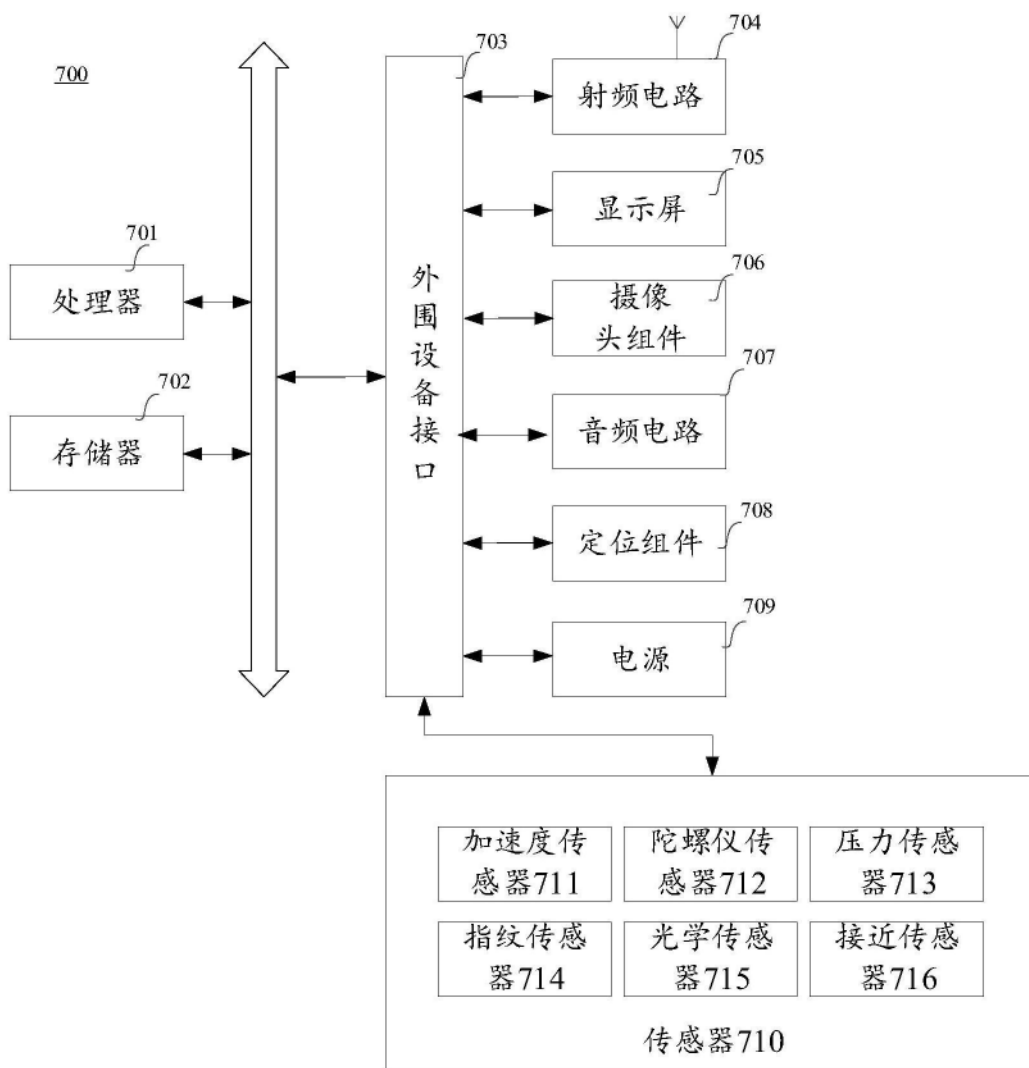 700
701
处理器
702
存储器
703
外围设备接口
704
射频电路
705
显示屏
706
摄像
头组件
707
音频电路
708
定位组件
709
电源
加速度传
感器711
陀螺仪传
感器712
压力传感
器713
指纹传感
器714
光学传感
器715
接近传感
器716
传感器710